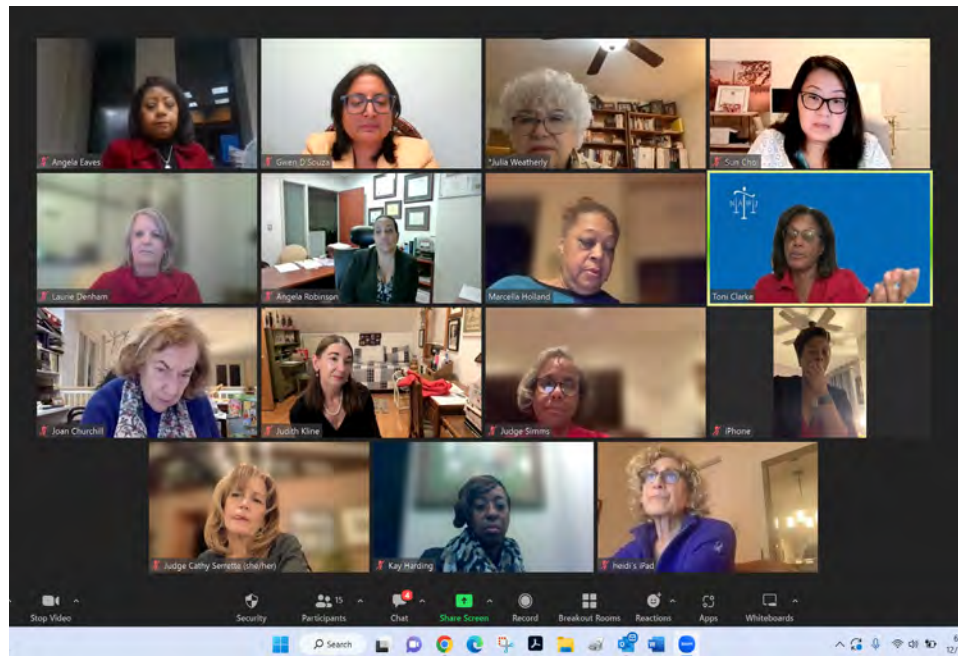 Angela Eaves
Gwen D Souza
*Julia Weatherly
Sun Cho
Laurie Denham
Angela Robinson
Marcella Holland
N A W J
Toni Clarke
Joan Churchill
Judith Kline
Judge Simms
iPhone
Judge Cathy Serrette (she/her)
Kay Harding
heidi's iPad
Stop Video
Security
15
Participants
4
Chat
Share Screen
Record
Breakout Rooms
Reactions
Apps
Whiteboards
Search
6
12/